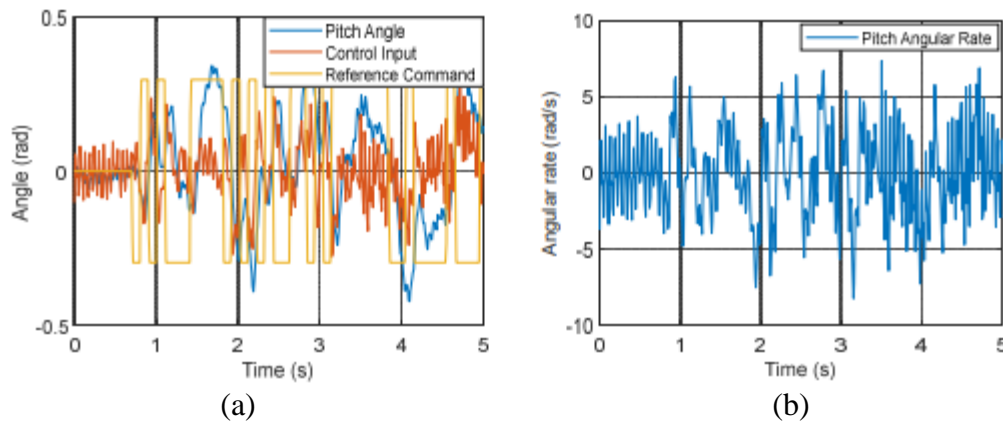 0.5
Pitch Angle
Control Input
Reference Command
Angle (rad)
0
-0.5
0 1 2 3 4 5
Time (s)
(a)
10
Pitch Angular Rate
5
Angular rate (rad/s)
0
-5
-10
0 1 2 3 4 5
Time (s)
(b)